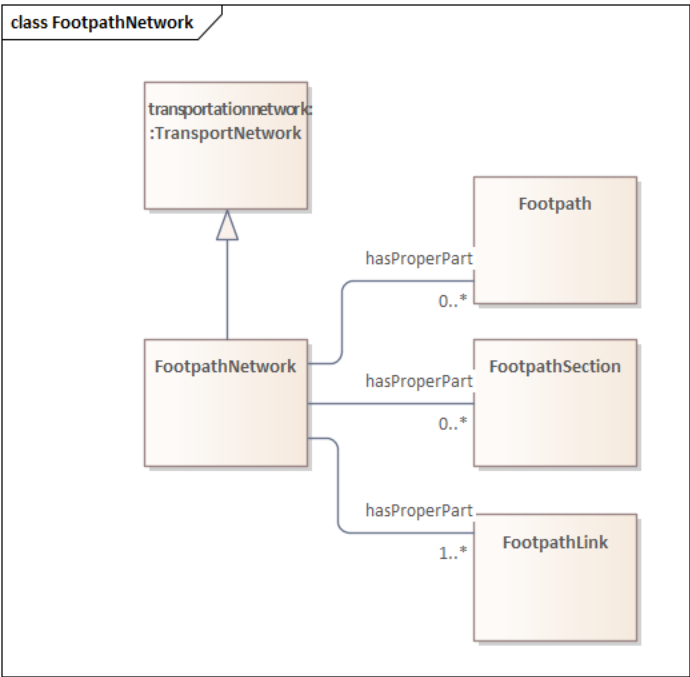 class FootpathNetwork
transportationnetwork:
:TransportNetwork
Footpath
hasProperPart
0..*
FootpathNetwork
FootpathSection
hasProperPart
0..*
hasProperPart
FootpathLink
1..*